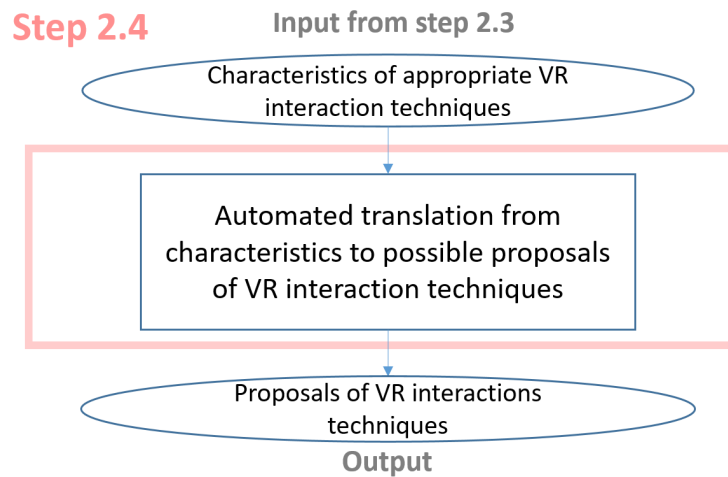 Step 2.4
Input from step 2.3
Characteristics of appropriate VR
interaction techniques
Automated translation from
characteristics to possible proposals
of VR interaction techniques
Proposals of VR interactions
techniques
Output